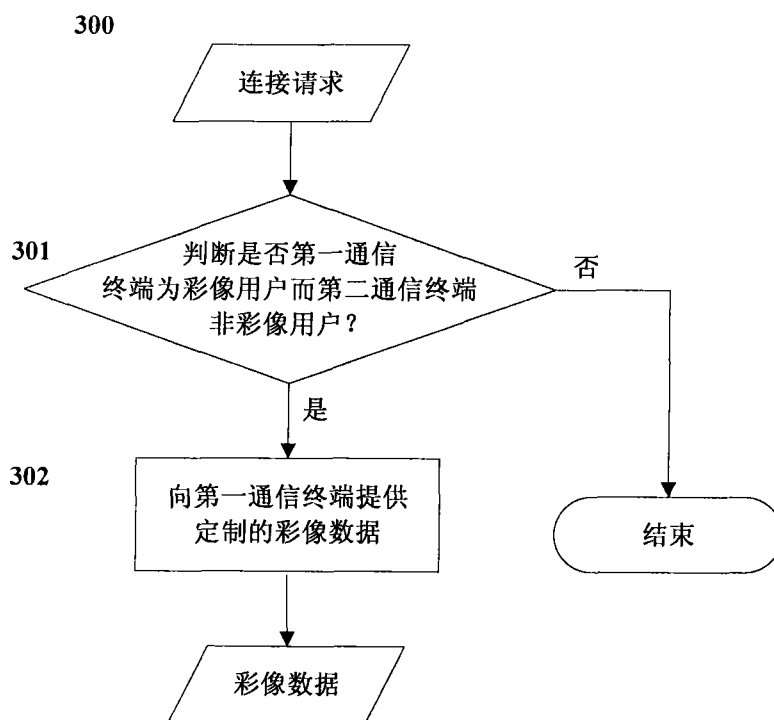 300
连接请求
301
判断是否第一通信
终端为彩像用户而第二通信终端
非彩像用户？
否
是
302
向第一通信终端提供
定制的彩像数据
结束
彩像数据